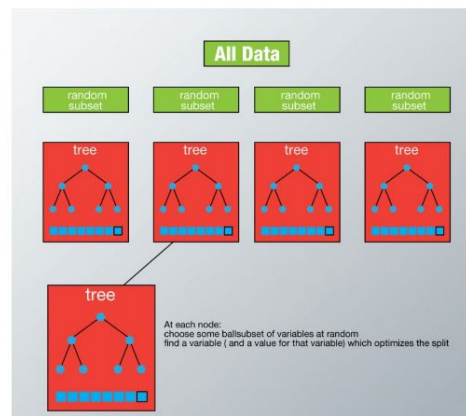 All Data
random
subset
random
subset
random
subset
random
subset
tree
tree
tree
tree
tree
At each node:
choose some ballsubset of variables at random
find a variable ( and a value for that variable) which optimizes the split